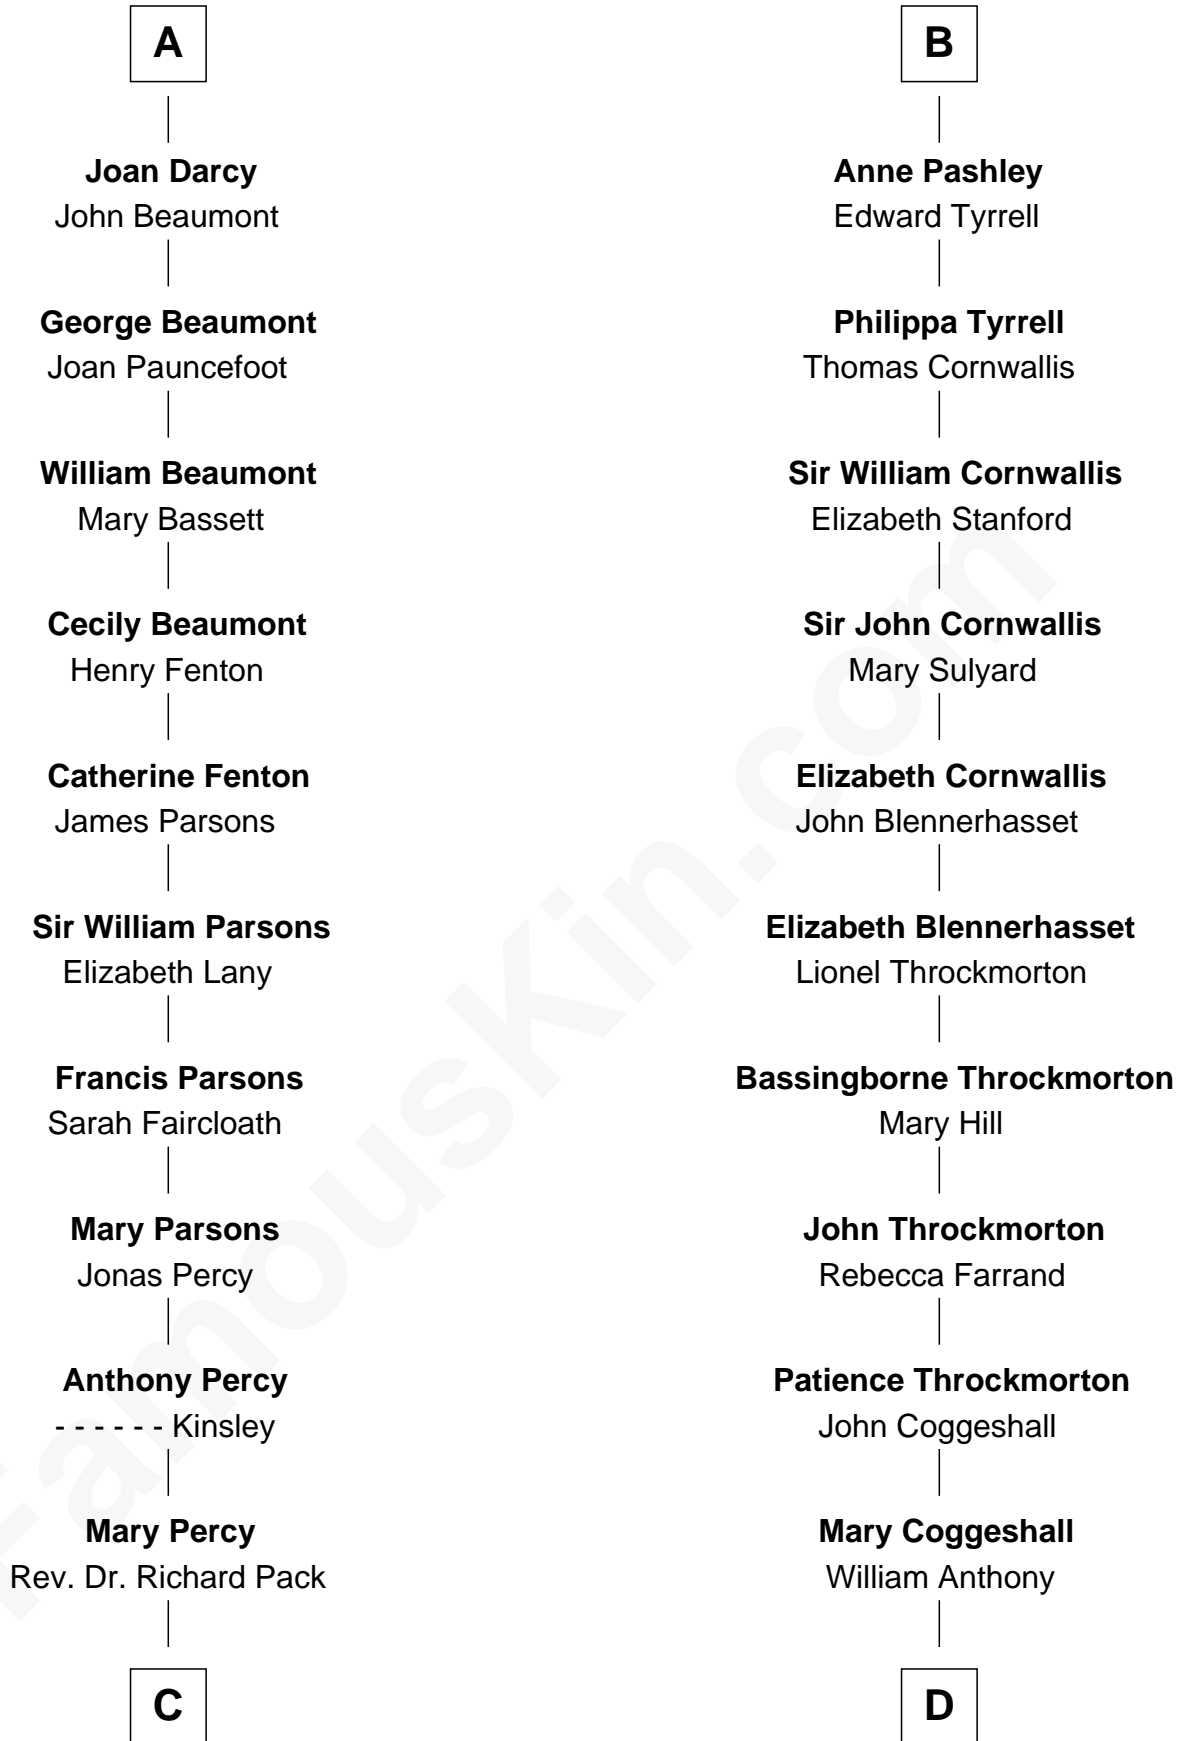 A
Joan Darcy
John Beaumont
George Beaumont
Joan Pauncefoot
William Beaumont
Mary Bassett
Cecily Beaumont
Henry Fenton
Catherine Fenton
James Parsons
Sir William Parsons
Elizabeth Lany
Francis Parsons
Sarah Faircloath
Mary Parsons
Jonas Percy
Anthony Percy
- - - - - - Kinsley
Mary Percy
Rev. Dr. Richard Pack
C
B
Anne Pashley
Edward Tyrrell
Philippa Tyrrell
Thomas Cornwallis
Sir William Cornwallis
Elizabeth Stanford
Sir John Cornwallis
Mary Sulyard
Elizabeth Cornwallis
John Blennerhasset
Elizabeth Blennerhasset
Lionel Throckmorton
Bassingborne Throckmorton
Mary Hill
John Throckmorton
Rebecca Farrand
Patience Throckmorton
John Coggeshall
Mary Coggeshall
William Anthony
D
FamousKin.com